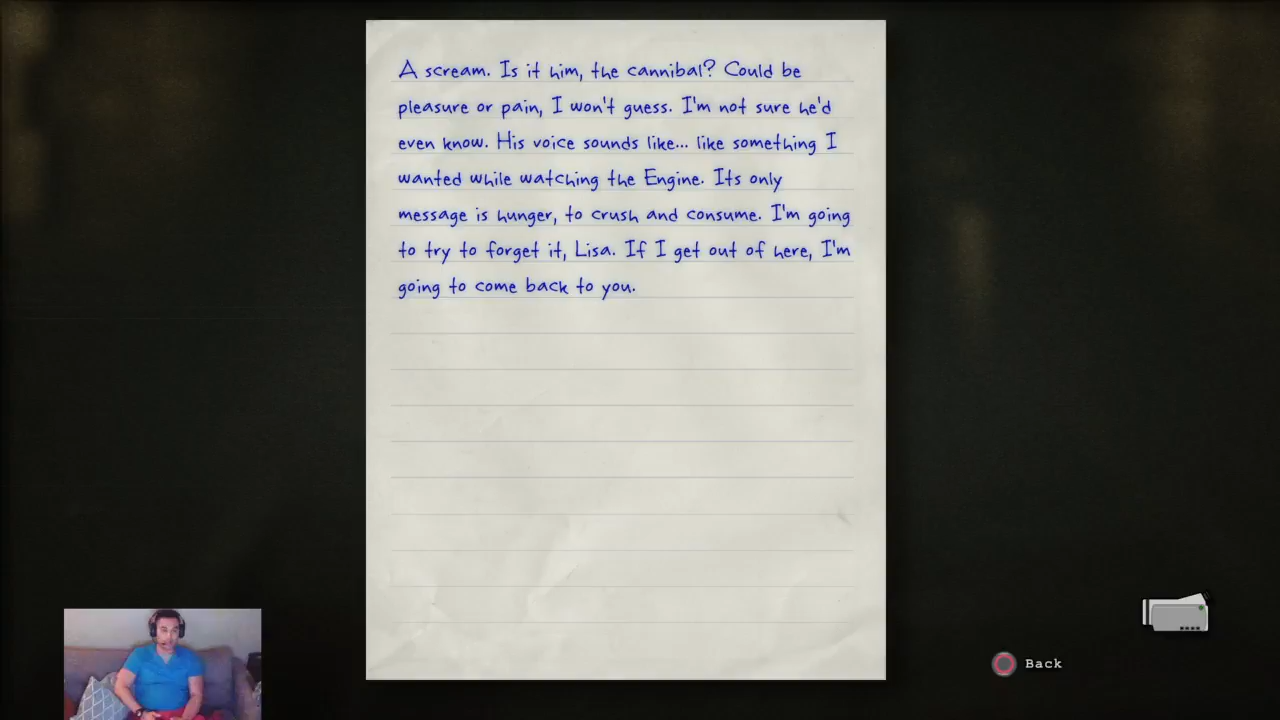 A scream. Is it him, the cannibal? Could be
pleasure or pain, I won't guess. I'm not sure he'd
even know. His voice sounds like... like something I
wanted while watching the Engine. Its only
message is hunger, to crush and consume. I'm going
to try to forget it, Lisa. If I get out of here, I'm
going to come back to you.
Back